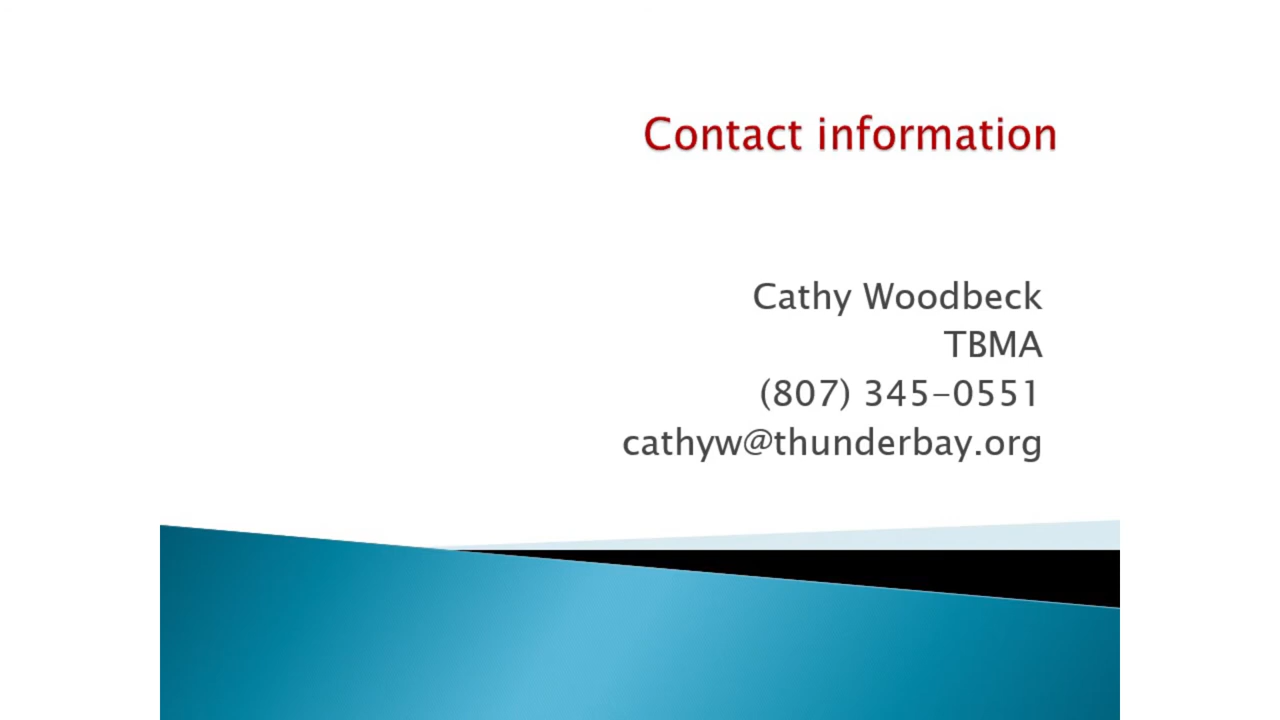 Contact information
Cathy Woodbeck
TBMA
(807) 345-0551
cathyw@thunderbay.org